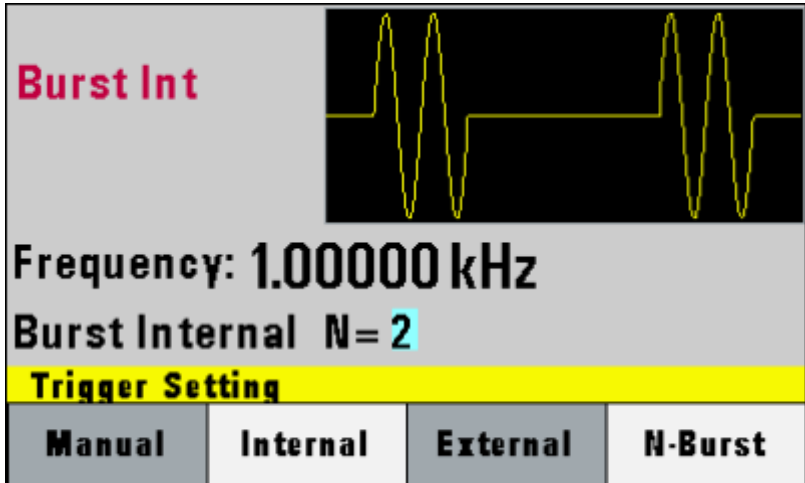 Burst Int
Frequency: 1.00000 kHz
Burst Internal N= 2
Trigger Setting
Manual Internal External N-Burst